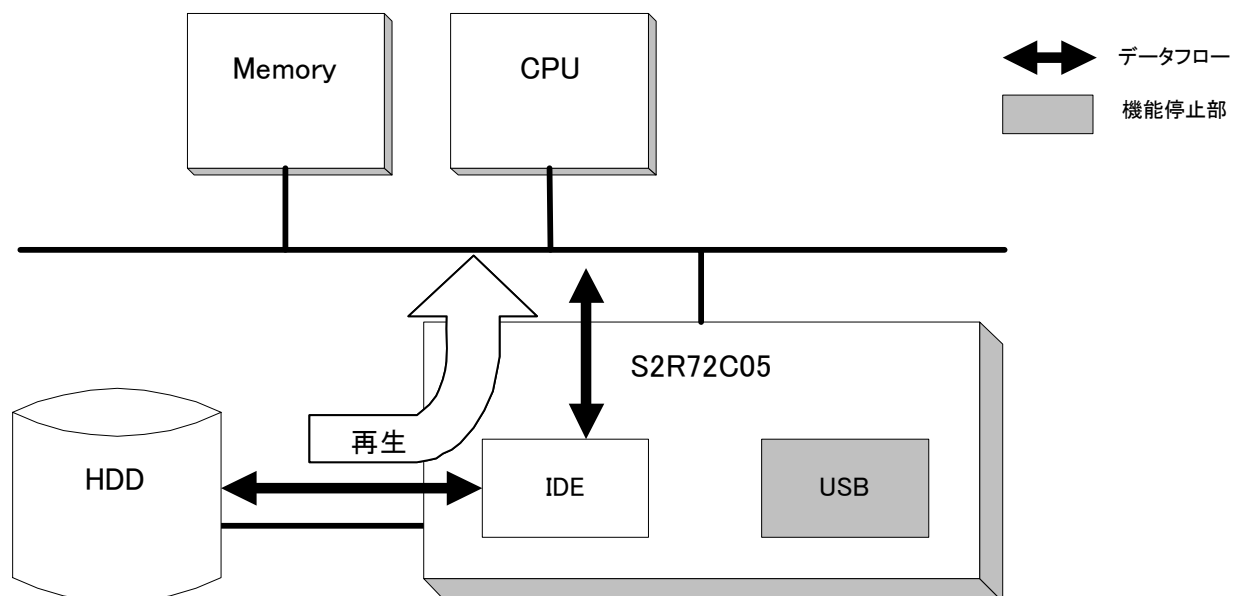 Memory
CPU
データフロー
機能停止部
S2R72C05
再生
HDD
IDE
USB